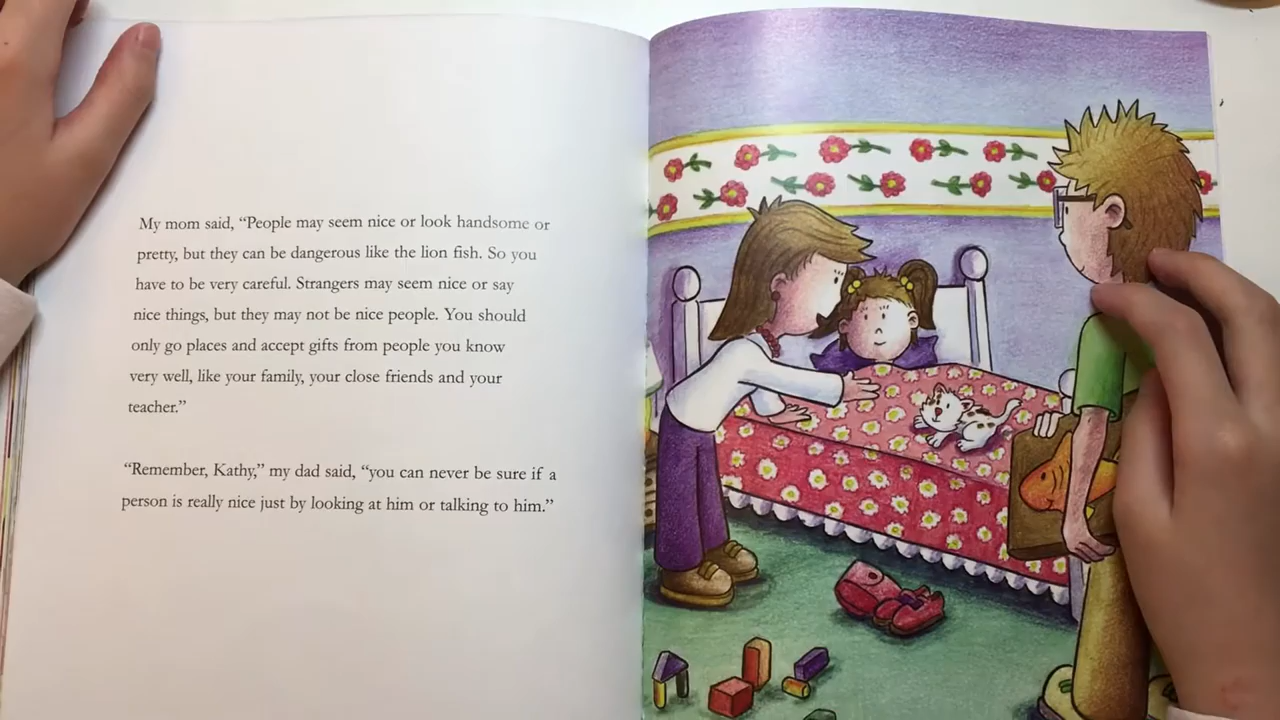 My mom said, “People may seem nice or look handsome or
pretty, but they can be dangerous like the lion fish. So you
have to be very careful. Strangers may seem nice or say
nice things, but they may not be nice people. You should
only go places and accept gifts from people you know
very well, like your family, your close friends and your
teacher.”
“Remember, Kathy,” my dad said, “you can never be sure if a
person is really nice just by looking at him or talking to him.”